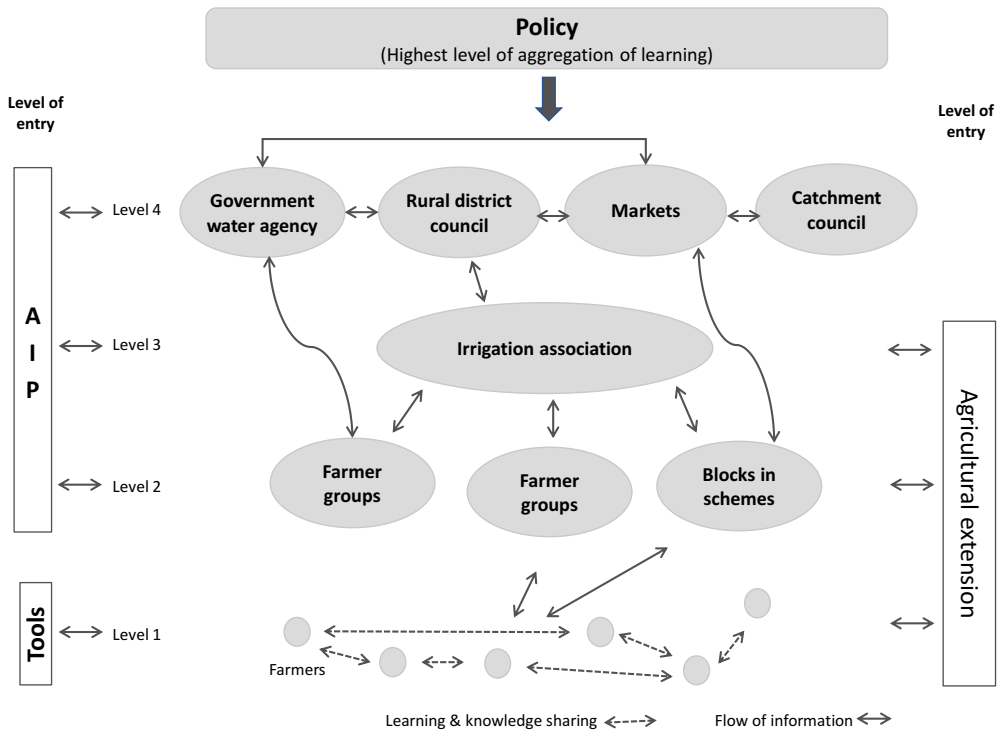 Policy
(Highest level of aggregation of learning)
Level of
entry
Level of
entry
Level 4
Government
water agency
Rural district
council
Markets
Catchment
council
A
I
P
Level 3
Irrigation association
Level 2
Farmer
groups
Farmer
groups
Blocks in
schemes
Agricultural extension
Tools
Level 1
Farmers
Learning & knowledge sharing
Flow of information